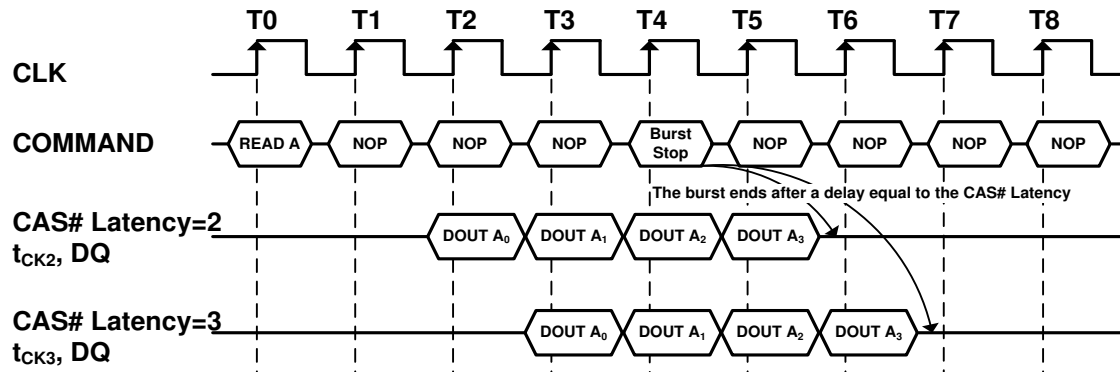 T0 T1 T2 T3 T4 T5 T6 T7 T8
CLK
COMMAND READ A NOP NOP NOP Burst Stop NOP NOP NOP NOP
The burst ends after a delay equal to the CAS# Latency
CAS# Latency=2
tCK2, DQ DOUT A0 DOUT A1 DOUT A2 DOUT A3
CAS# Latency=3
tCK3, DQ DOUT A0 DOUT A1 DOUT A2 DOUT A3